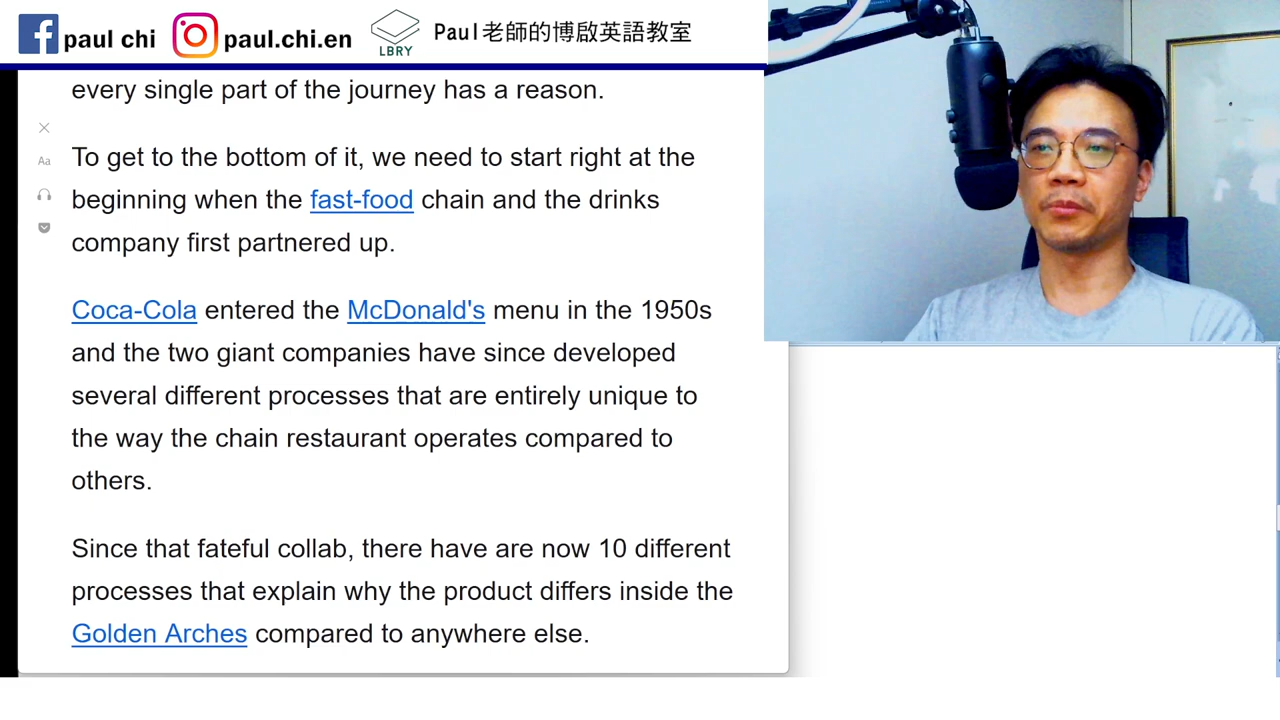 paul chi
paul.chi.en
LBRY
Paul老師的博啟英語教室
every single part of the journey has a reason.
Aa
To get to the bottom of it, we need to start right at the
beginning when the fast-food chain and the drinks
company first partnered up.
Coca-Cola entered the McDonald's menu in the 1950s
and the two giant companies have since developed
several different processes that are entirely unique to
the way the chain restaurant operates compared to
others.
Since that fateful collab, there have are now 10 different
processes that explain why the product differs inside the
Golden Arches compared to anywhere else.